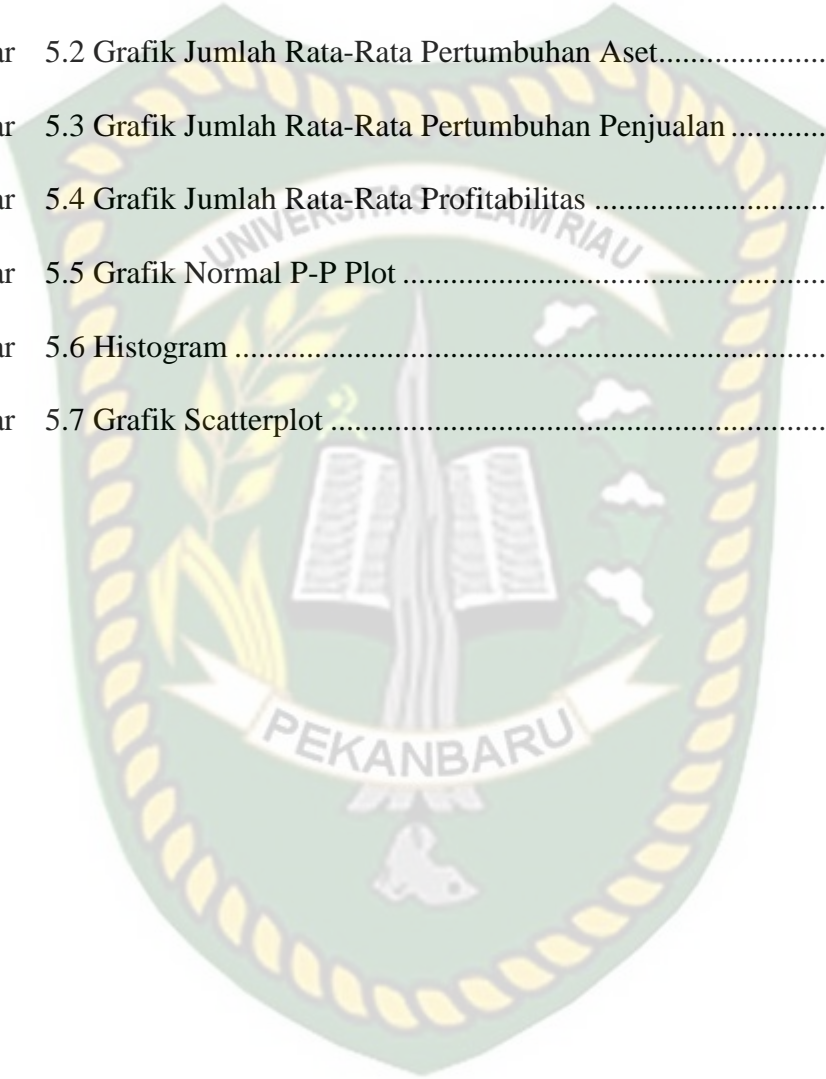 ar 5.2 Grafik Jumlah Rata-Rata Pertumbuhan Aset...................
ar 5.3 Grafik Jumlah Rata-Rata Pertumbuhan Penjualan............
ar 5.4 Grafik Jumlah Rata-Rata Profitabilitas..........................
UNIVERSITAS ISLAM RIAU
ar 5.5 Grafik Normal P-P Plot..............................................
ar 5.6 Histogram................................................................
ar 5.7 Grafik Scatterplot......................................................
PEKANBARU